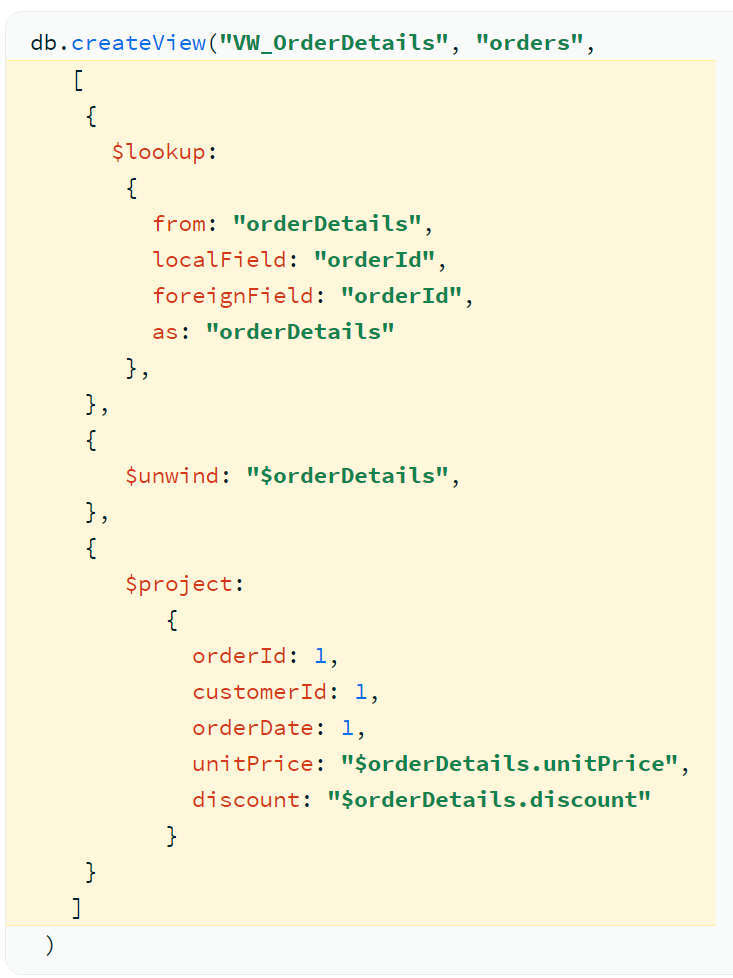 db.createView("VW_OrderDetails", "orders",
[
{
$lookup:
{
from: "orderDetails",
localField: "orderId",
foreignField: "orderId",
as: "orderDetails"
},
},
{
$unwind: "$orderDetails",
},
{
$project:
{
orderId: 1,
customerId: 1,
orderDate: 1,
unitPrice: "$orderDetails.unitPrice",
discount: "$orderDetails.discount"
}
}
]
)